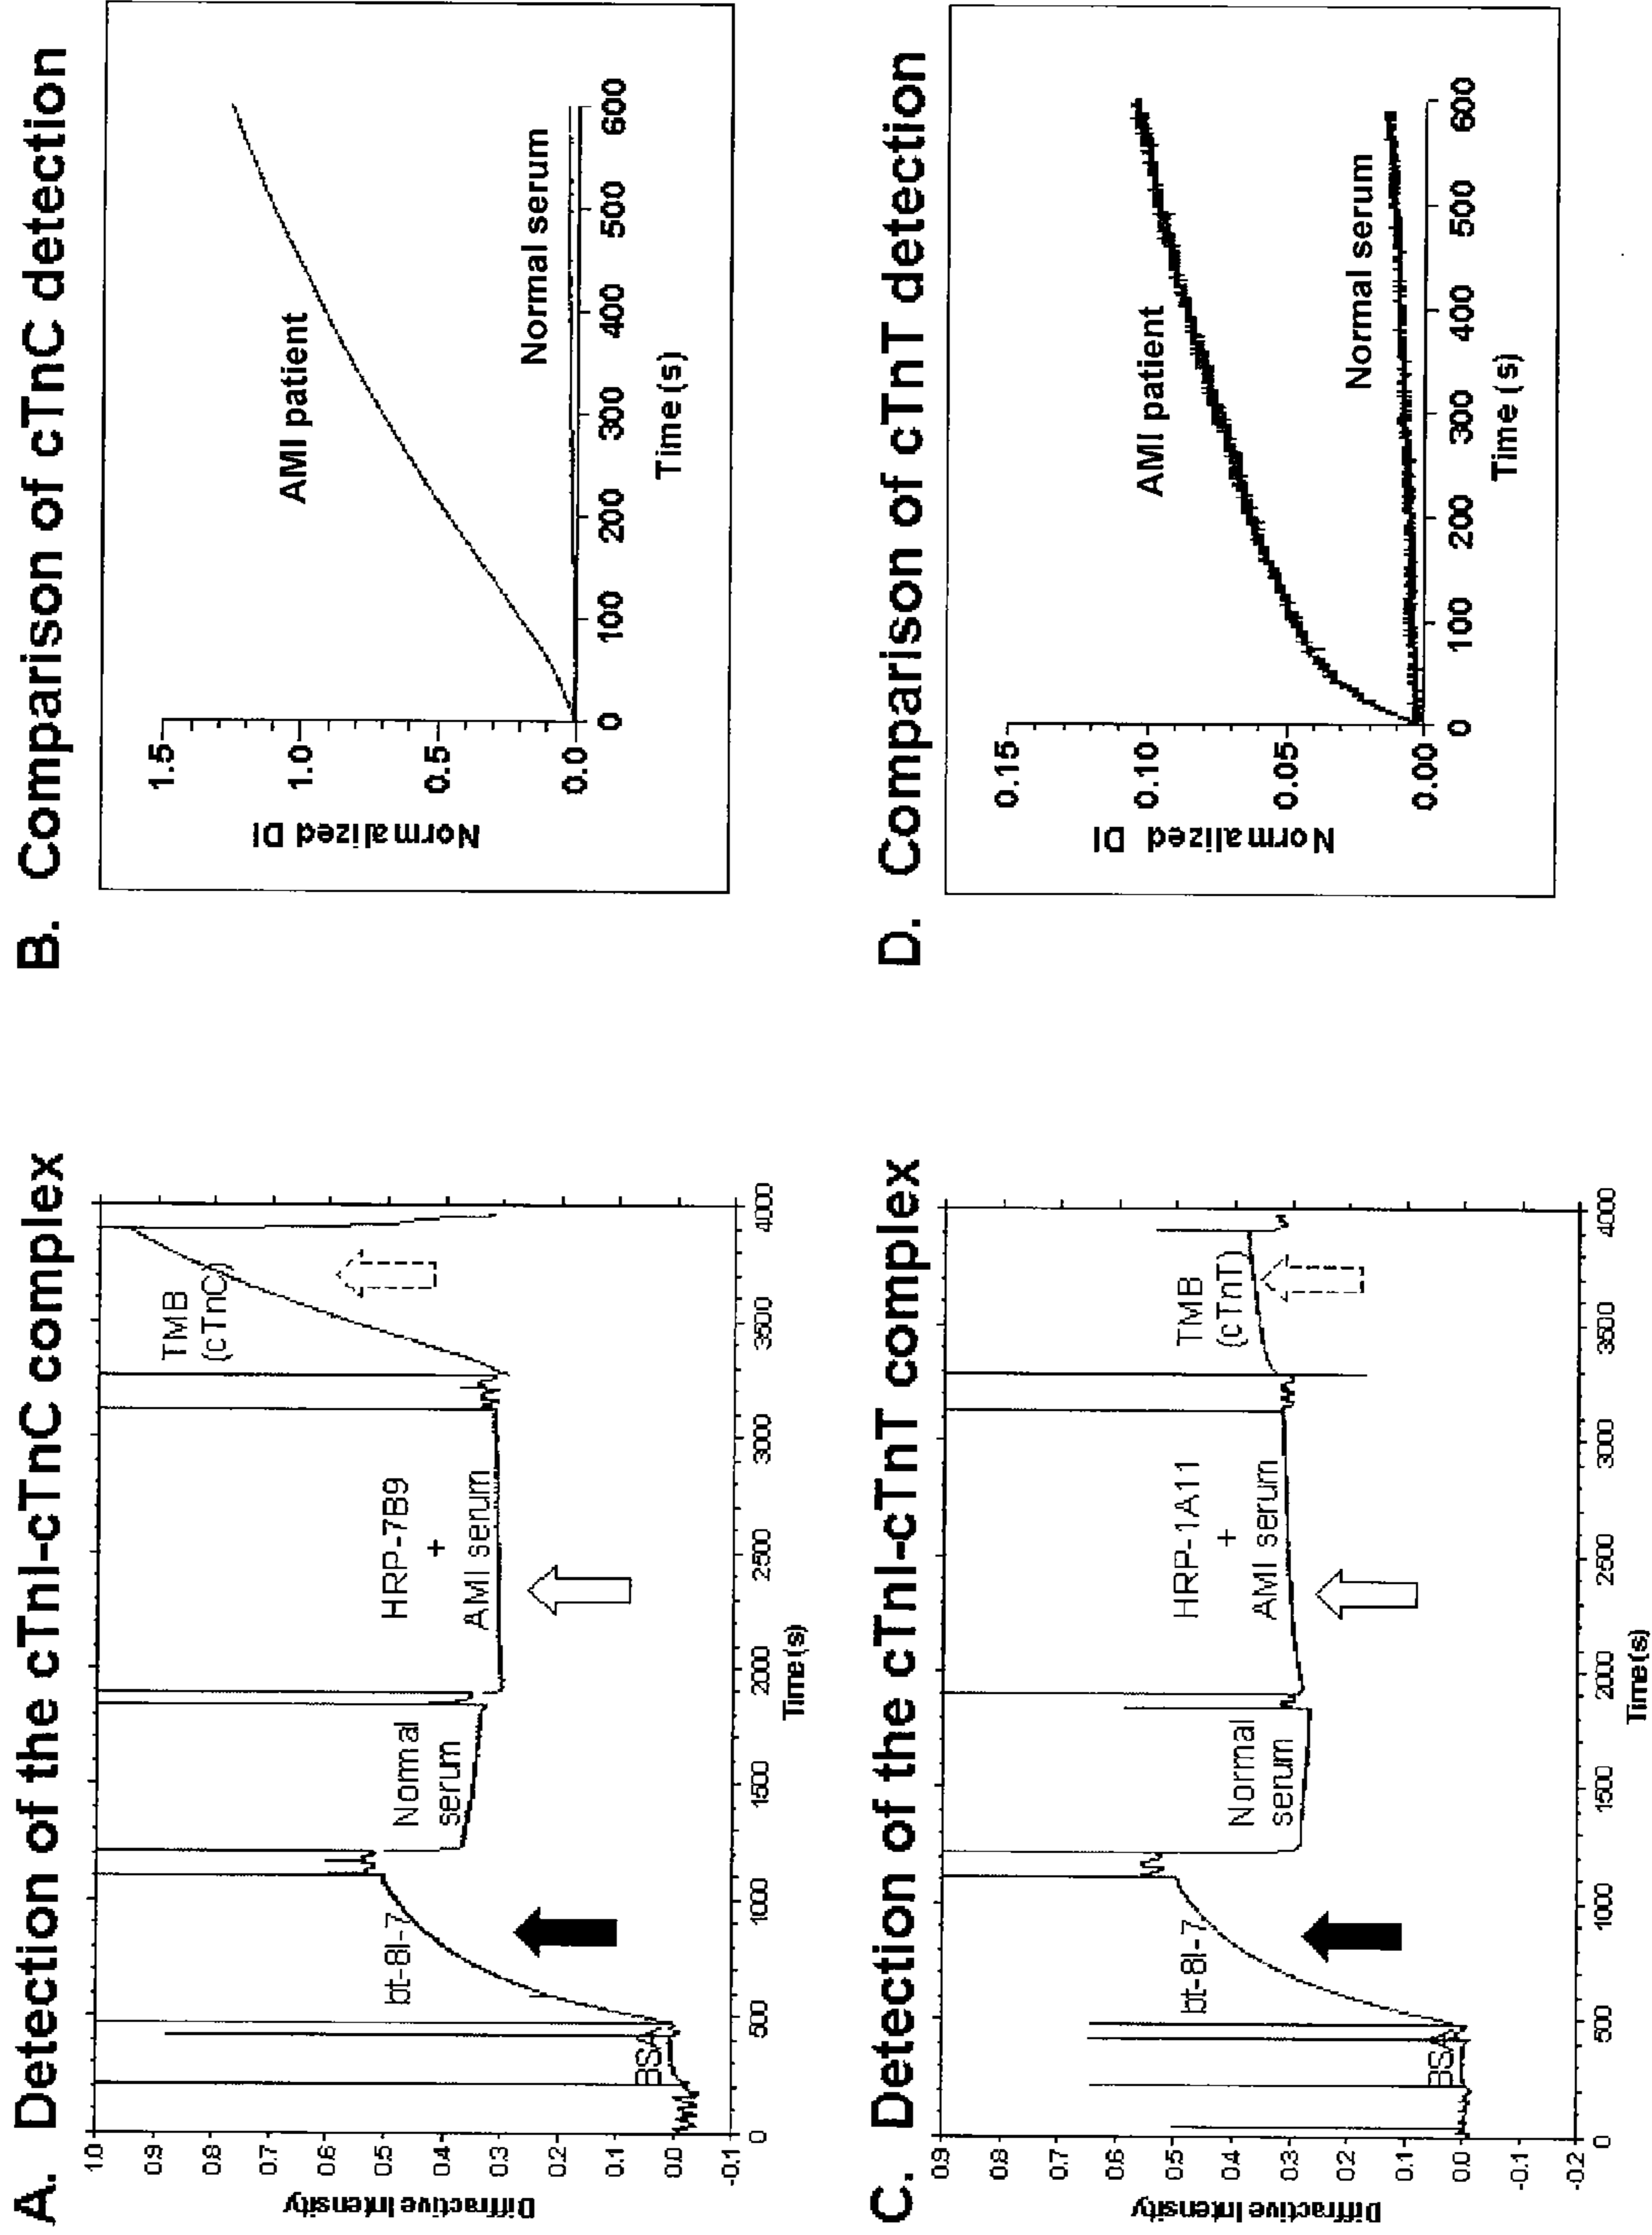 A. Detection of the cTnI-cTnC complex
Diffractive Intensity
1.0
0.9
0.8
0.7
0.6
0.5
0.4
0.3
0.2
0.1
0.0
-0.1
BSA
bt-8I-7
Nomal
serum
HRP-7B9
+
AMI serum
TMB
(cTnC)
0
500
1000
1500
2000
2500
3000
3500
4000
Time(s)
B. Comparison of cTnC detection
Normalized DI
1.5
1.0
0.5
0.0
AMI patient
Normal serum
0
100
200
300
400
500
600
Time (s)
C. Detection of the cTnI-cTnT complex
Diffractive Intensity
0.9
0.8
0.7
0.6
0.5
0.4
0.3
0.2
0.1
0.0
-0.1
-0.2
BSA
bt-8I-7
Normal
serum
HRP-1A11
+
AMI serum
TMB
(cTnT)
0
500
1000
1500
2000
2500
3000
3500
4000
Time(s)
D. Comparison of cTnT detection
Normalized DI
0.15
0.10
0.05
0.00
AMI patient
Normal serum
0
100
200
300
400
500
600
Time (s)